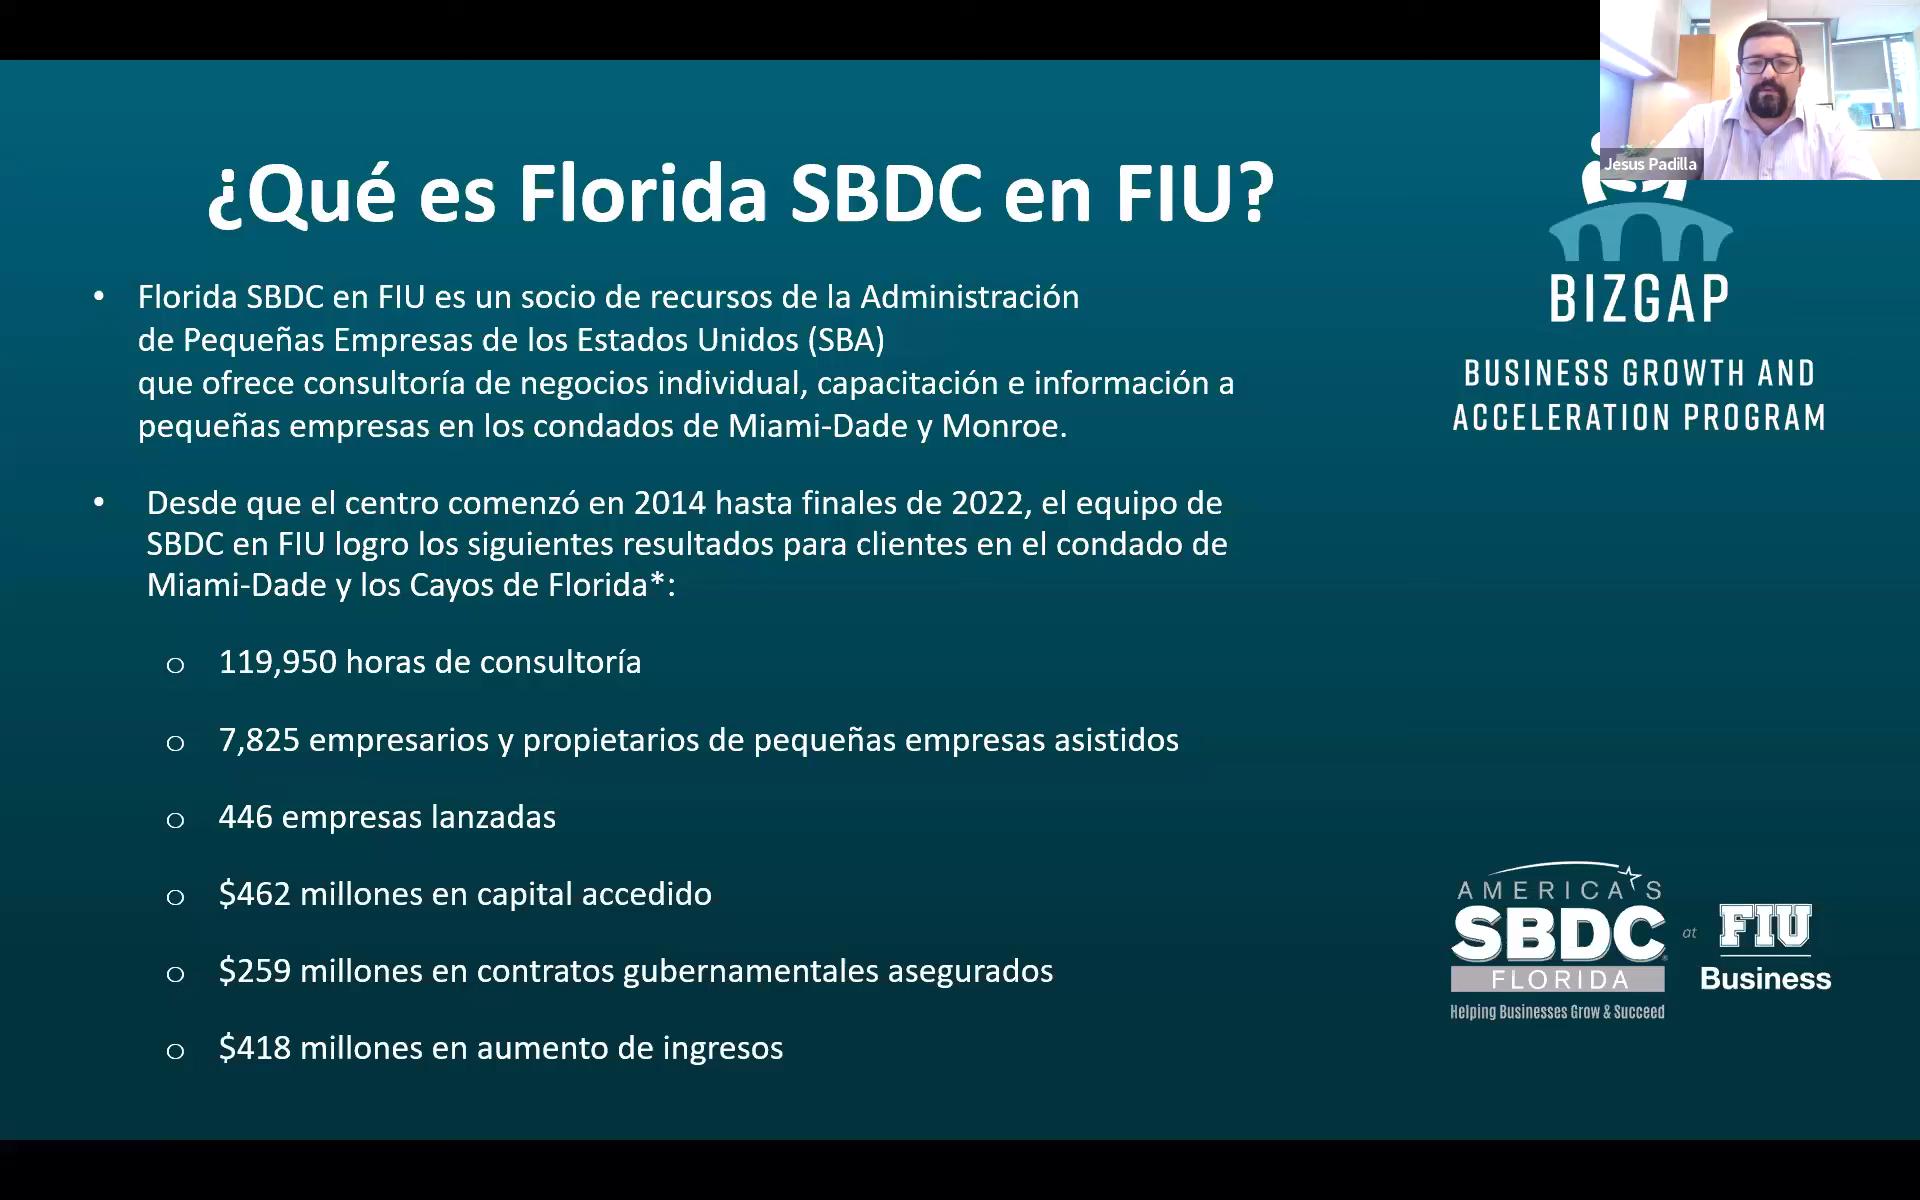 Jesus Padilla
¿Qué es Florida SBDC en FIU?
• Florida SBDC en FIU es un socio de recursos de la Administración
de Pequeñas Empresas de los Estados Unidos (SBA)
que ofrece consultoría de negocios individual, capacitación e información a
pequeñas empresas en los condados de Miami-Dade y Monroe.
• Desde que el centro comenzó en 2014 hasta finales de 2022, el equipo de
SBDC en FIU logro los siguientes resultados para clientes en el condado de
Miami-Dade y los Cayos de Florida*:
o 119,950 horas de consultoría
o 7,825 empresarios y propietarios de pequeñas empresas asistidos
o 446 empresas lanzadas
o $462 millones en capital accedido
o $259 millones en contratos gubernamentales asegurados
o $418 millones en aumento de ingresos
BIZGAP
BUSINESS GROWTH AND
ACCELERATION PROGRAM
AMERICA'S
SBDC
FLORIDA
Helping Businesses Grow & Succeed
at
FIU
Business